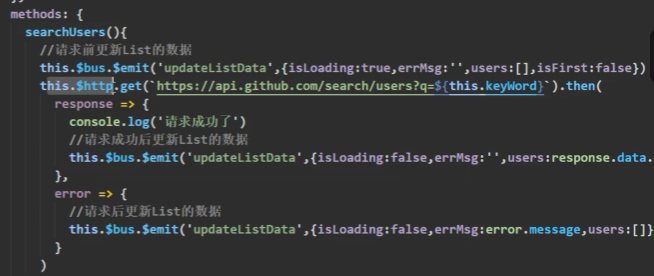 methods: {
searchUsers(){
//请求前更新List的数据
this.$bus.$emit('updateListData',{isLoading:true,errMsg:'',users:[],isFirst:false})
this.$http.get(`https://api.github.com/search/users?q=${this.keyWord}`).then(
response => {
console.log('请求成功了')
//请求成功后更新List的数据
this.$bus.$emit('updateListData',{isLoading:false,errMsg:'',users:response.data.
},
error => {
//请求后更新List的数据
this.$bus.$emit('updateListData',{isLoading:false,errMsg:error.message,users:[]}
}
)